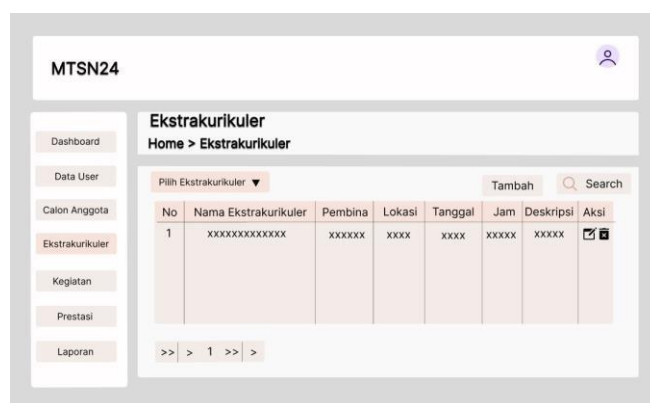 MTSN24
Ekstrakurikuler
Home > Ekstrakurikuler
Dashboard
Data User
Calon Anggota
Ekstrakurikuler
Kegiatan
Prestasi
Laporan
Pilih Ekstrakurikuler ▼
Tambah
Search
No Nama Ekstrakurikuler Pembina Lokasi Tanggal Jam Deskripsi Aksi
1 xxxxxxxxxxxxx xxxxxx xxxx xxxx xxxxx xxxxx
>> > 1 >> >